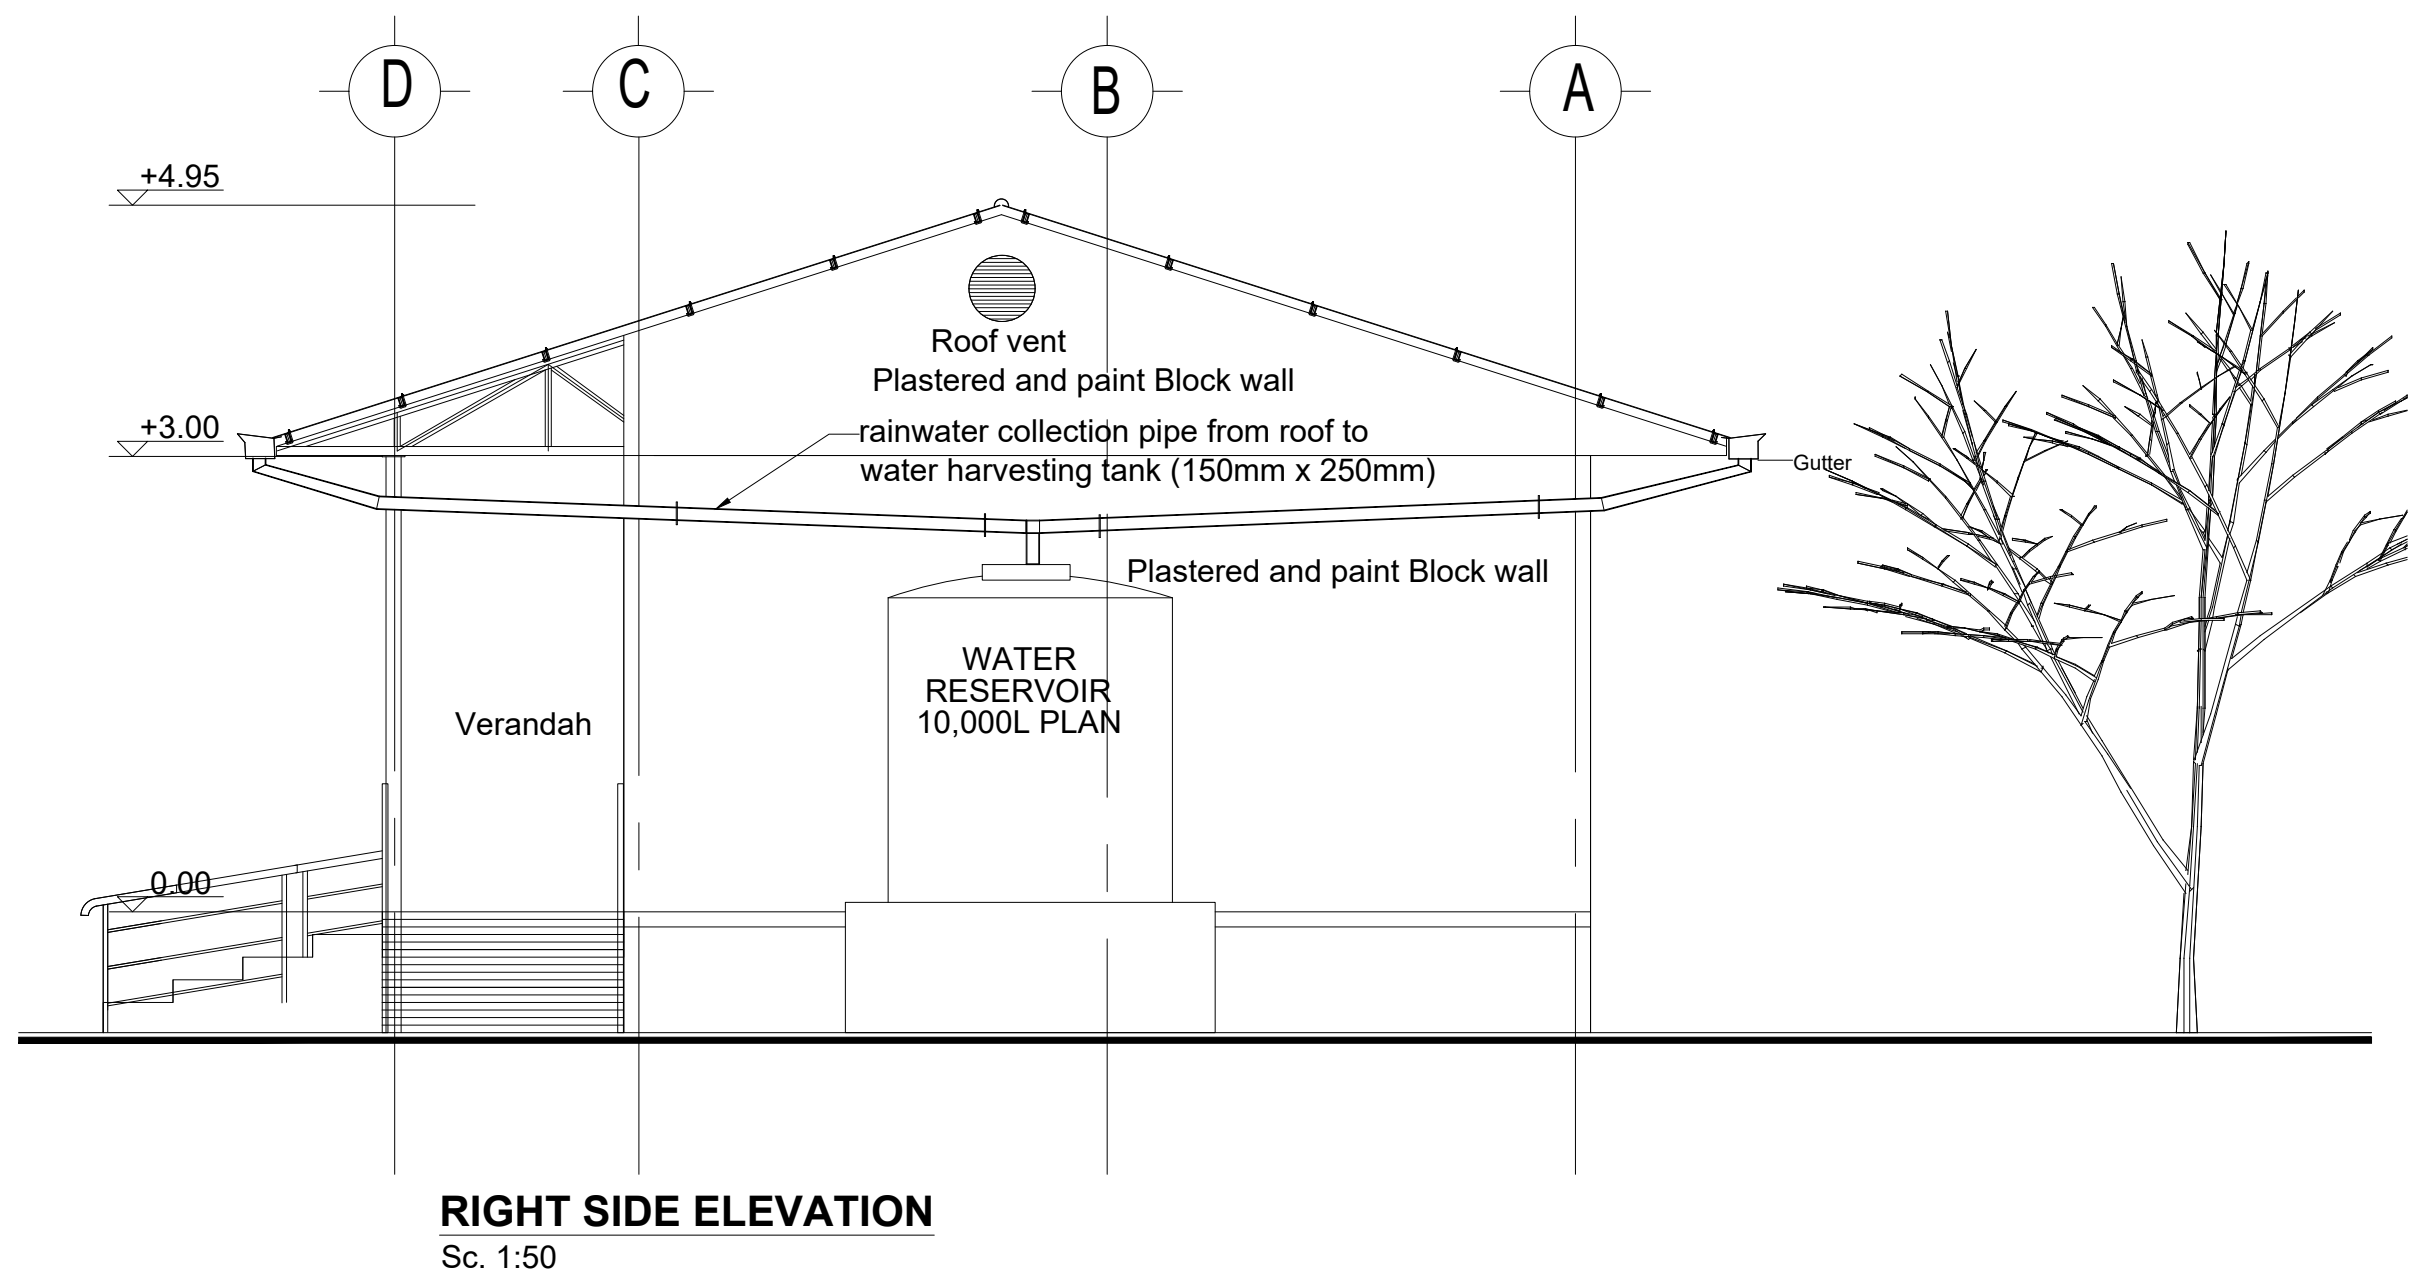 D
C
B
A
+4.95
Roof vent
Plastered and paint Block wall
+3.00
rainwater collection pipe from roof to
water harvesting tank (150mm x 250mm)
Gutter
Plastered and paint Block wall
WATER
RESERVOIR
10,000L PLAN
Verandah
0.00
RIGHT SIDE ELEVATION
Sc. 1:50